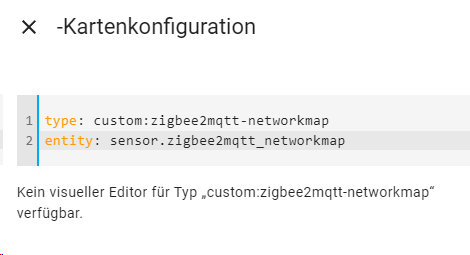 ✕ -Kartenkonfiguration
1 type: custom:zigbee2mqtt-networkmap
2 entity: sensor.zigbee2mqtt_networkmap
Kein visueller Editor für Typ „custom:zigbee2mqtt-networkmap“
verfügbar.